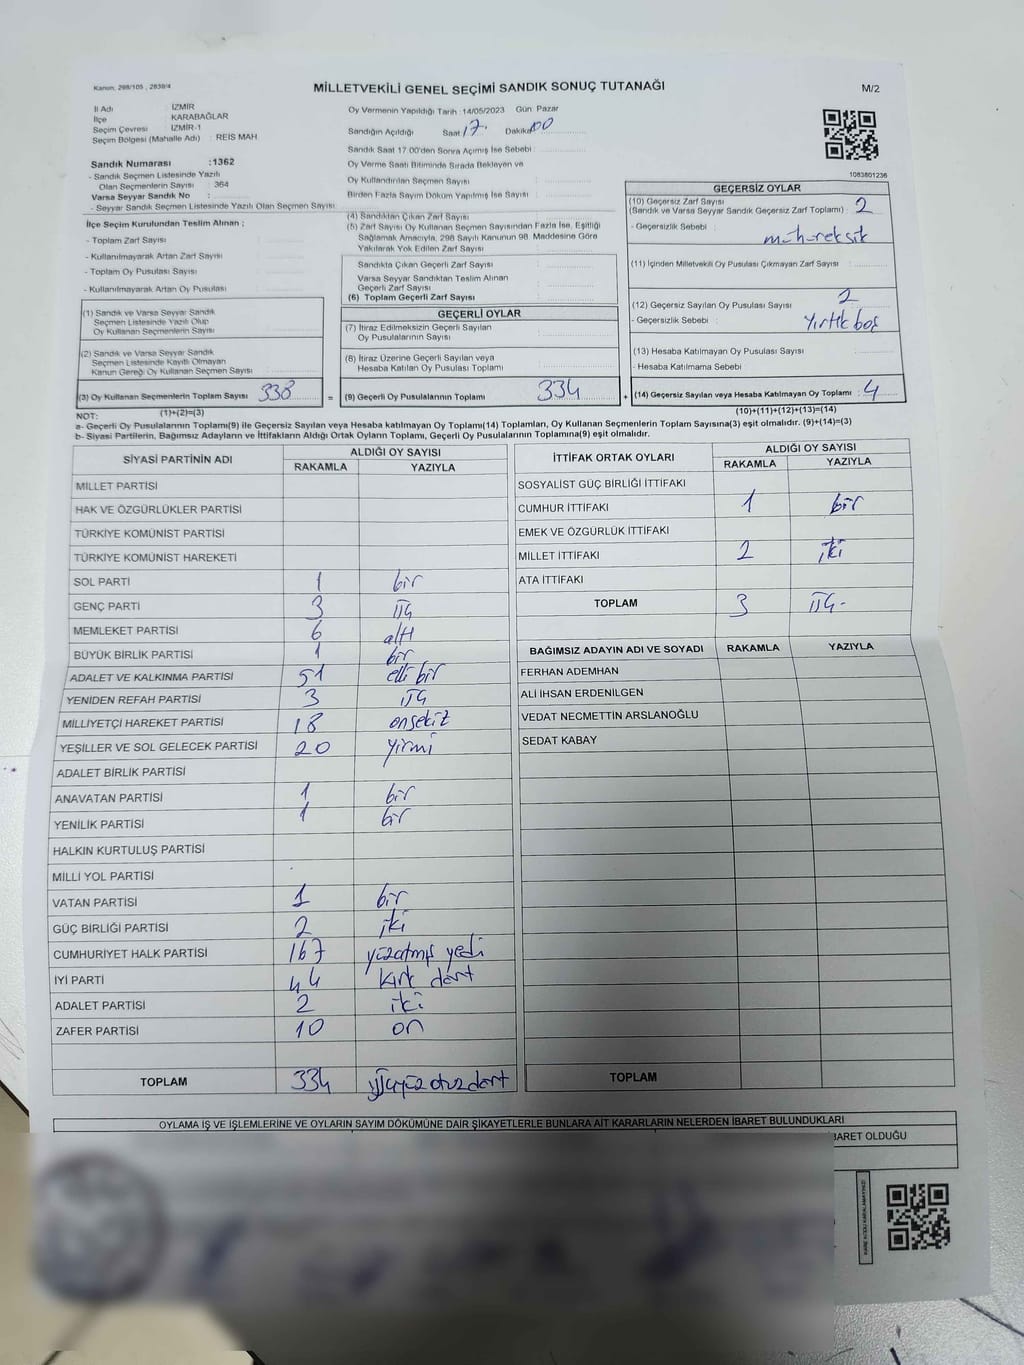 Kanun, 298/105 , 2839/4
MİLLETVEKİLİ GENEL SEÇİMİ SANDIK SONUÇ TUTANAĞI
M/2
İl Adı : İZMİR
İlçe : KARABAĞLAR
Seçim Çevresi : İZMİR-1
Seçim Bölgesi (Mahalle Adı) : REİS MAH
Sandık Numarası :1362
- Sandık Seçmen Listesinde Yazılı
Olan Seçmenlerin Sayısı : 364
Varsa Seyyar Sandık No :
- Seyyar Sandık Seçmen Listesinde Yazılı Olan Seçmen Sayısı:
Oy Vermenin Yapıldığı Tarih :14/05/2023 Gün Pazar
Sandığın Açıldığı Saat 17 Dakika 00
Sandık Saat 17.00'den Sonra Açmış İse Sebebi :
Oy Verme Saati Bitiminde Sırada Bekleyen ve
Oy Kullandırılan Seçmen Sayısı :
Birden Fazla Sayım Döküm Yapılmış İse Sayısı :
1083801236
İlçe Seçim Kurulundan Teslim Alınan ;
- Toplam Zarf Sayısı :
- Kullanılmayarak Artan Zarf Sayısı :
- Toplam Oy Pusulası Sayısı :
- Kullanılmayarak Artan Oy Pusulası :
(4) Sandıktan Çıkan Zarf Sayısı :
(5) Zarf Sayısı Oy Kullanan Seçmen Sayısından Fazla İse, Eşitliği
Sağlamak Amacıyla, 298 Sayılı Kanunun 98. Maddesine Göre
Yakılarak Yok Edilen Zarf Sayısı :
Sandıkta Çıkan Geçerli Zarf Sayısı :
Varsa Seyyar Sandıktan Teslim Alınan
Geçerli Zarf Sayısı :
(6) Toplam Geçerli Zarf Sayısı :
GEÇERSİZ OYLAR
(10) Geçersiz Zarf Sayısı
(Sandık ve Varsa Seyyar Sandık Geçersiz Zarf Toplamı) : 2
- Geçersizlik Sebebi : mühür eksik
(11) İçinden Milletvekili Oy Pusulası Çıkmayan Zarf Sayısı :
(12) Geçersiz Sayılan Oy Pusulası Sayısı : 2
- Geçersizlik Sebebi : Yırtık boş
(13) Hesaba Katılmayan Oy Pusulası Sayısı :
- Hesaba Katılmama Sebebi :
(1) Sandık ve Varsa Seyyar Sandık
Seçmen Listesinde Yazılı Olup
Oy Kullanan Seçmenlerin Sayısı :
(2) Sandık ve Varsa Seyyar Sandık
Seçmen Listesinde Kayıtlı Olmayan
Kanun Gereği Oy Kullanan Seçmen Sayısı :
GEÇERLİ OYLAR
(7) İtiraz Edilmeksizin Geçerli Sayılan
Oy Pusulalarının Sayısı :
(8) İtiraz Üzerine Geçerli Sayılan veya
Hesaba Katılan Oy Pusulası Toplamı :
(3) Oy Kullanan Seçmenlerin Toplam Sayısı : 338 = (9) Geçerli Oy Pusulalarının Toplamı : 334 + (14) Geçersiz Sayılan veya Hesaba Katılmayan Oy Toplamı : 4
NOT: (1)+(2)=(3) (10)+(11)+(12)+(13)=(14)
a- Geçerli Oy Pusulalarının Toplamı(9) ile Geçersiz Sayılan veya Hesaba katılmayan Oy Toplamı(14) Toplamları, Oy Kullanan Seçmenlerin Toplam Sayısına(3) eşit olmalıdır. (9)+(14)=(3)
b- Siyasi Partilerin, Bağımsız Adayların ve İttifakların Aldığı Ortak Oyların Toplamı, Geçerli Oy Pusulalarının Toplamına(9) eşit olmalıdır.
SİYASİ PARTİNİN ADI ALDIĞI OY SAYISI
RAKAMLA YAZIYLA
MİLLET PARTİSİ
HAK VE ÖZGÜRLÜKLER PARTİSİ
TÜRKİYE KOMÜNİST PARTİSİ
TÜRKİYE KOMÜNİST HAREKETİ
SOL PARTİ 1 bir
GENÇ PARTİ 3 üç
MEMLEKET PARTİSİ 6 altı
BÜYÜK BİRLİK PARTİSİ 1 bir
ADALET VE KALKINMA PARTİSİ 51 elli bir
YENİDEN REFAH PARTİSİ 3 üç
MİLLİYETÇİ HAREKET PARTİSİ 18 onsekiz
YEŞİLLER VE SOL GELECEK PARTİSİ 20 yirmi
ADALET BİRLİK PARTİSİ
ANAVATAN PARTİSİ 1 bir
YENİLİK PARTİSİ 1 bir
HALKIN KURTULUŞ PARTİSİ
MİLLİ YOL PARTİSİ
VATAN PARTİSİ 1 bir
GÜÇ BİRLİĞİ PARTİSİ 2 iki
CUMHURİYET HALK PARTİSİ 167 yüzatmış yedi
İYİ PARTİ 44 kırk dört
ADALET PARTİSİ 2 iki
ZAFER PARTİSİ 10 on
TOPLAM 334 üçyüz otuz dört
İTTİFAK ORTAK OYLARI ALDIĞI OY SAYISI
RAKAMLA YAZIYLA
SOSYALİST GÜÇ BİRLİĞİ İTTİFAKI
CUMHUR İTTİFAKI 1 bir
EMEK VE ÖZGÜRLÜK İTTİFAKI
MİLLET İTTİFAKI 2 iki
ATA İTTİFAKI
TOPLAM 3 üç-
BAĞIMSIZ ADAYIN ADI VE SOYADI RAKAMLA YAZIYLA
FERHAN ADEMHAN
ALİ İHSAN ERDENİLGEN
VEDAT NECMETTİN ARSLANOĞLU
SEDAT KABAY
TOPLAM
OYLAMA İŞ VE İŞLEMLERİNE VE OYLARIN SAYIM DÖKÜMÜNE DAİR ŞİKAYETLERLE BUNLARA AİT KARARLARIN NELERDEN İBARET BULUNDUKLARI
BARET OLDUĞU
KARE KODU KARALAMAYINIZ!